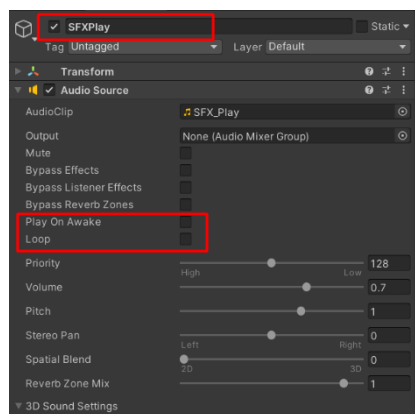 SFXPlay Static
Tag Untagged Layer Default
Transform
Audio Source
AudioClip SFX_Play
Output None (Audio Mixer Group)
Mute
Bypass Effects
Bypass Listener Effects
Bypass Reverb Zones
Play On Awake
Loop
Priority 128
High Low
Volume 0.7
Pitch 1
Stereo Pan 0
Left Right
Spatial Blend 0
2D 3D
Reverb Zone Mix 1
3D Sound Settings